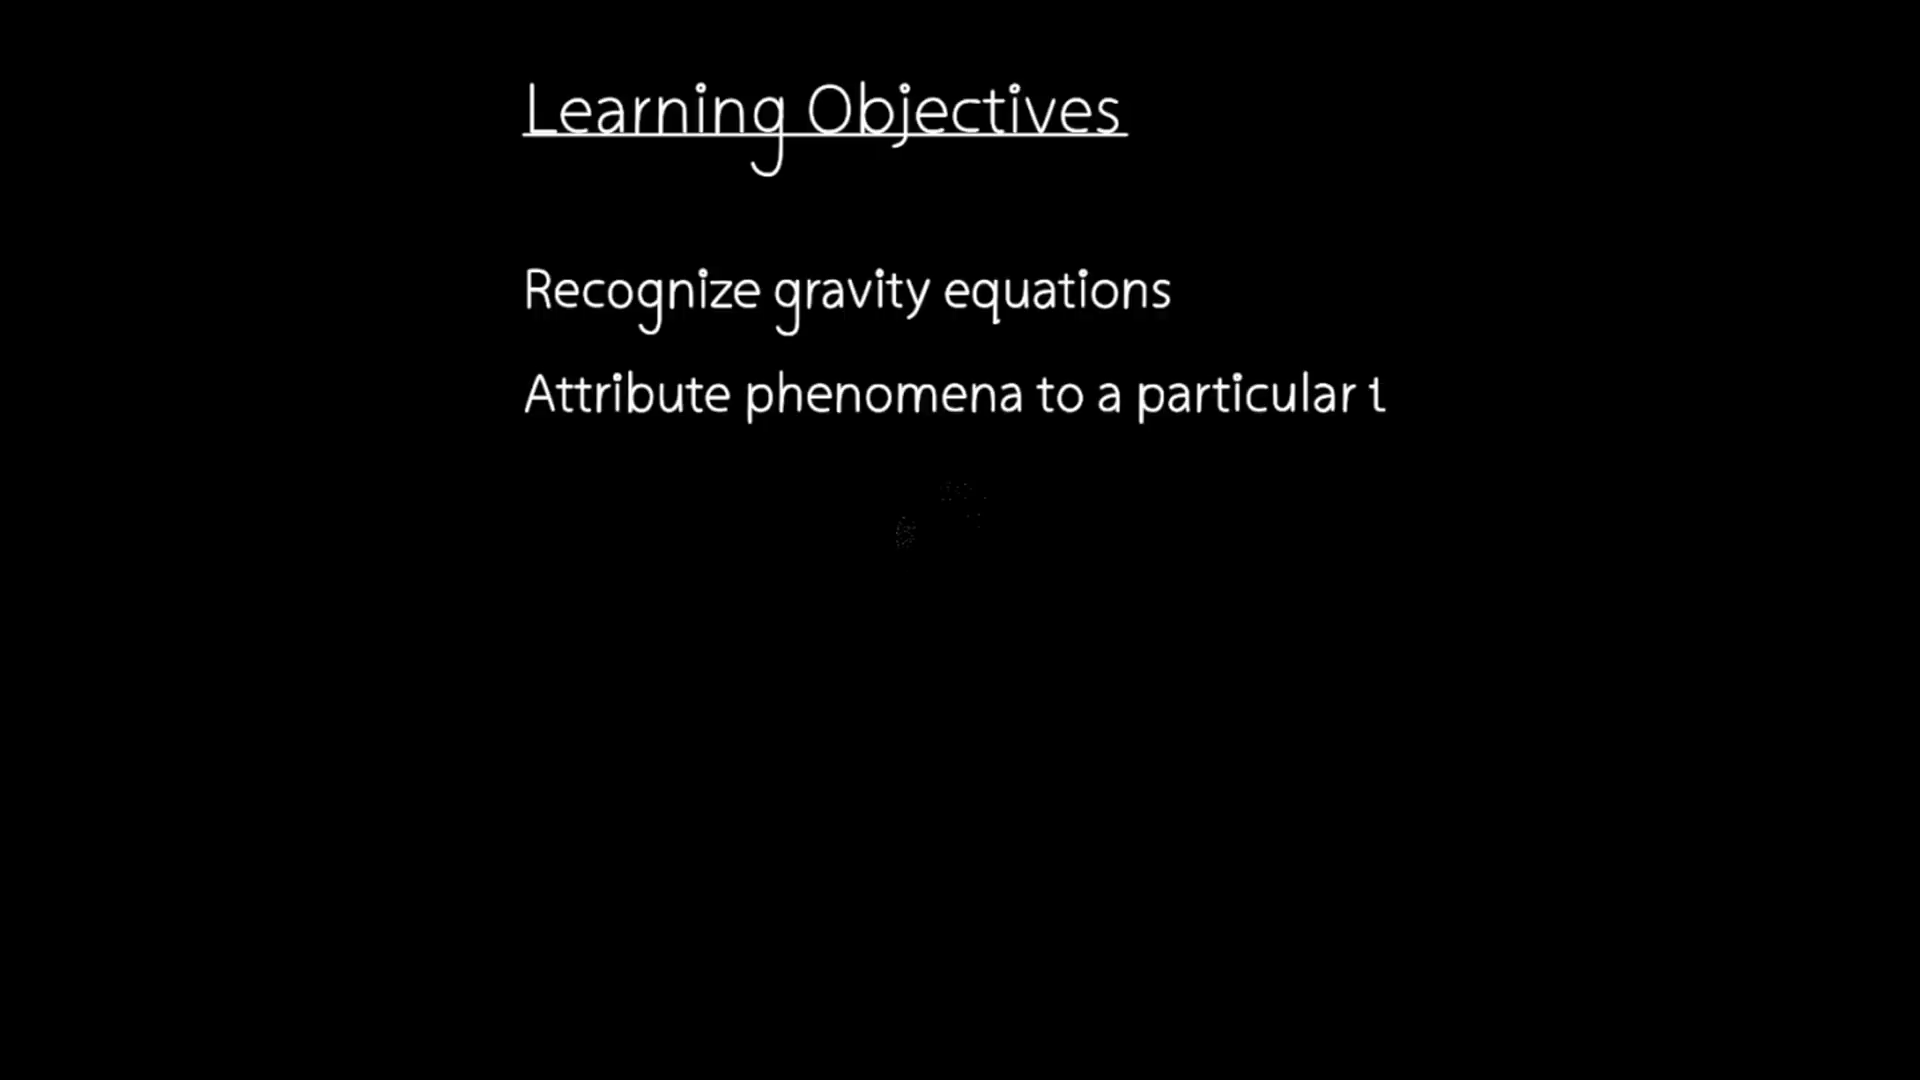 Learning Objectives
Recognize gravity equations
Attribute phenomena to a particular t